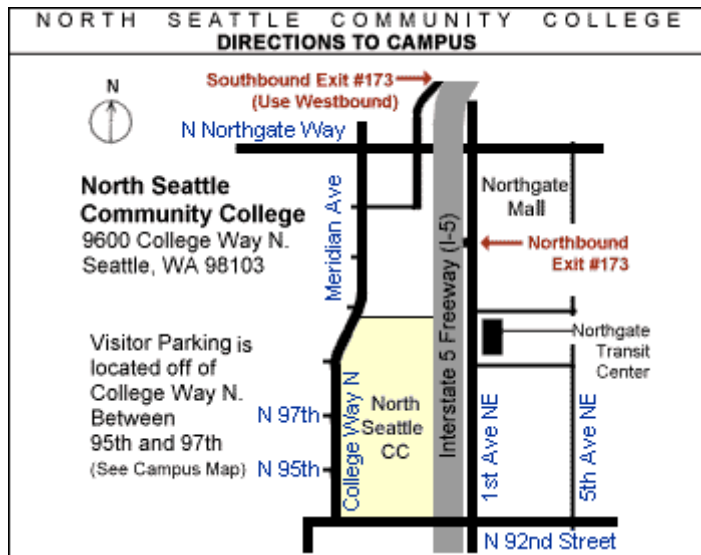 NORTH SEATTLE COMMUNITY COLLEGE
DIRECTIONS TO CAMPUS
Southbound Exit #173
(Use Westbound)
N
N Northgate Way
North Seattle
Community College
9600 College Way N.
Seattle, WA 98103
Meridian Ave
Interstate 5 Freeway (I-5)
Northgate
Mall
Northbound
Exit #173
Visitor Parking is
located off of
College Way N.
Between
95th and 97th
(See Campus Map)
N 97th
N 95th
College Way N
North
Seattle
CC
Northgate
Transit
Center
1st Ave NE
5th Ave NE
N 92nd Street